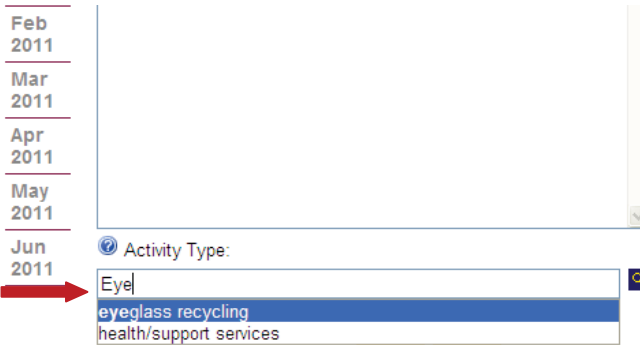 Feb
2011
Mar
2011
Apr
2011
May
2011
Jun
2011
Activity Type:
Eye
eyeglass recycling
health/support services